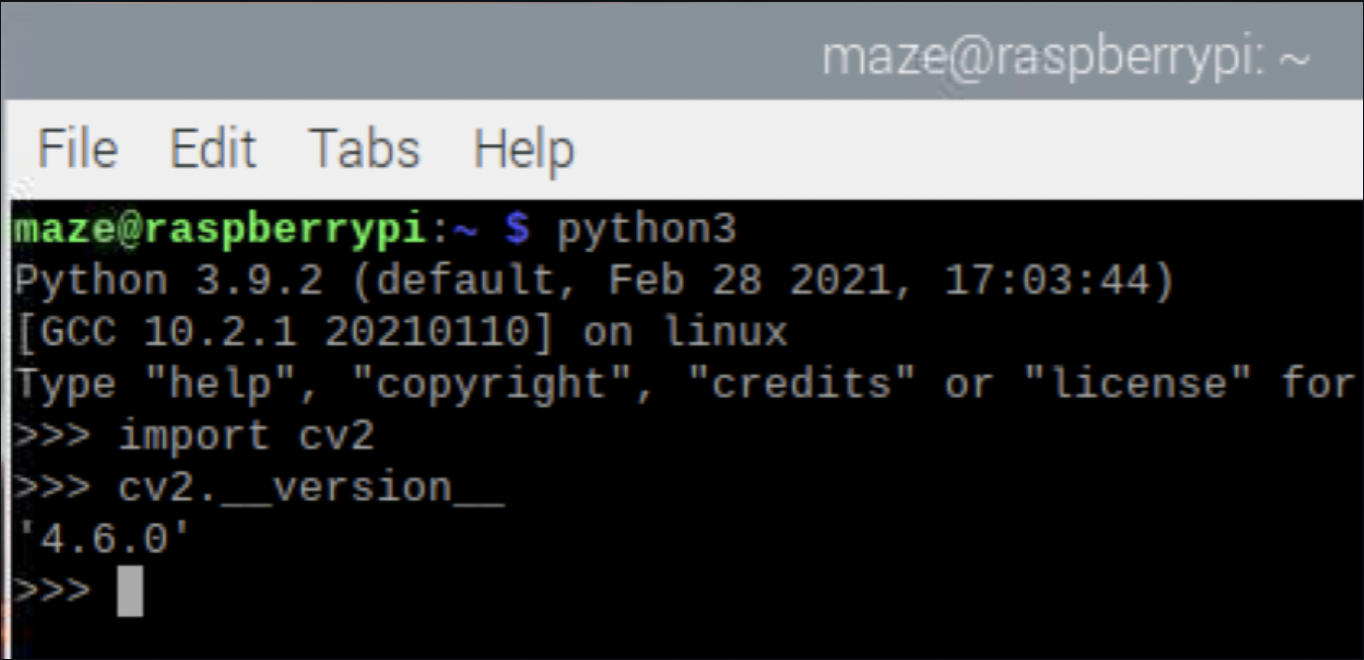 maze@raspberrypi: ~
File Edit Tabs Help
maze@raspberrypi:~ $ python3
Python 3.9.2 (default, Feb 28 2021, 17:03:44)
[GCC 10.2.1 20210110] on linux
Type "help", "copyright", "credits" or "license" for
>>> import cv2
>>> cv2.__version__
'4.6.0'
>>>